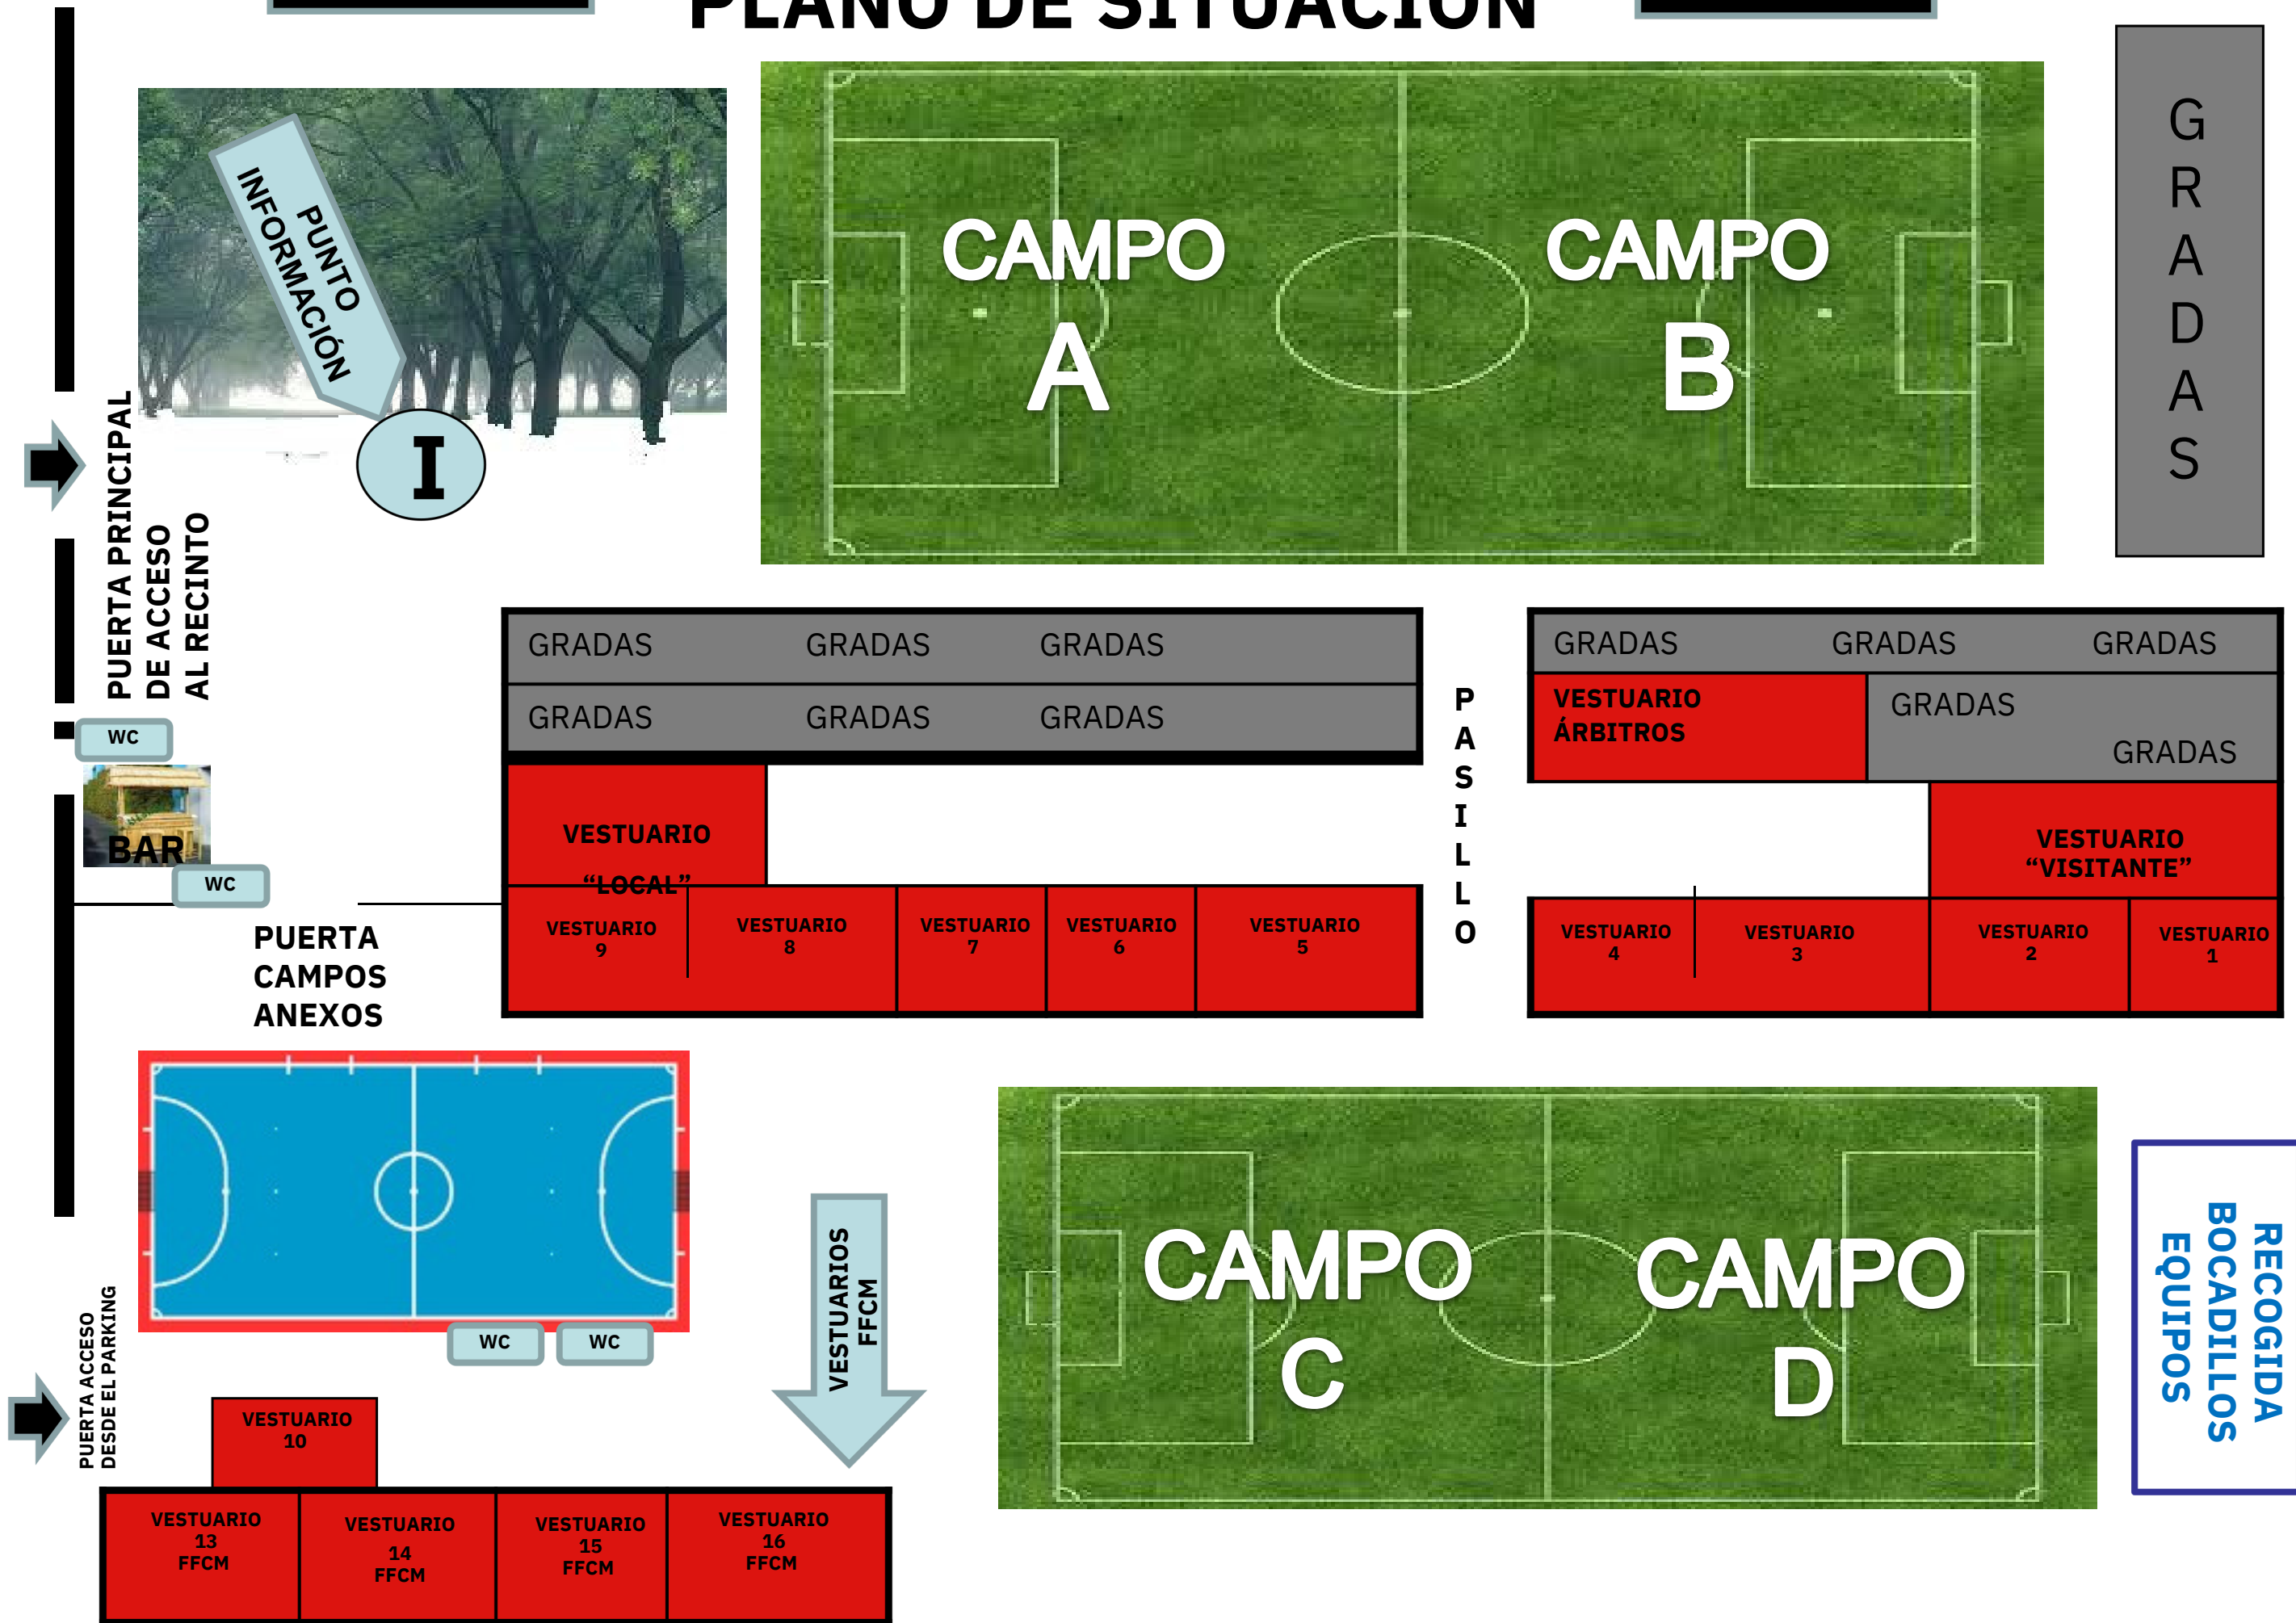 PLANO DE SITUACIÓN
PUNTO
INFORMACIÓN
I
PUERTA PRINCIPAL
DE ACCESO
AL RECINTO
CAMPO
A
CAMPO
B
G
R
A
D
A
S
GRADAS GRADAS GRADAS
GRADAS GRADAS GRADAS
P
A
S
I
L
L
O
GRADAS GRADAS GRADAS
VESTUARIO
ÁRBITROS
GRADAS
GRADAS
WC
BAR
WC
VESTUARIO
“LOCAL”
VESTUARIO
“VISITANTE”
VESTUARIO
9
VESTUARIO
8
VESTUARIO
7
VESTUARIO
6
VESTUARIO
5
VESTUARIO
4
VESTUARIO
3
VESTUARIO
2
VESTUARIO
1
PUERTA
CAMPOS
ANEXOS
WC
WC
VESTUARIOS
FFCM
CAMPO
C
CAMPO
D
RECOGIDA
BOCADILLOS
EQUIPOS
PUERTA ACCESO
DESDE EL PARKING
VESTUARIO
10
VESTUARIO
13
FFCM
VESTUARIO
14
FFCM
VESTUARIO
15
FFCM
VESTUARIO
16
FFCM